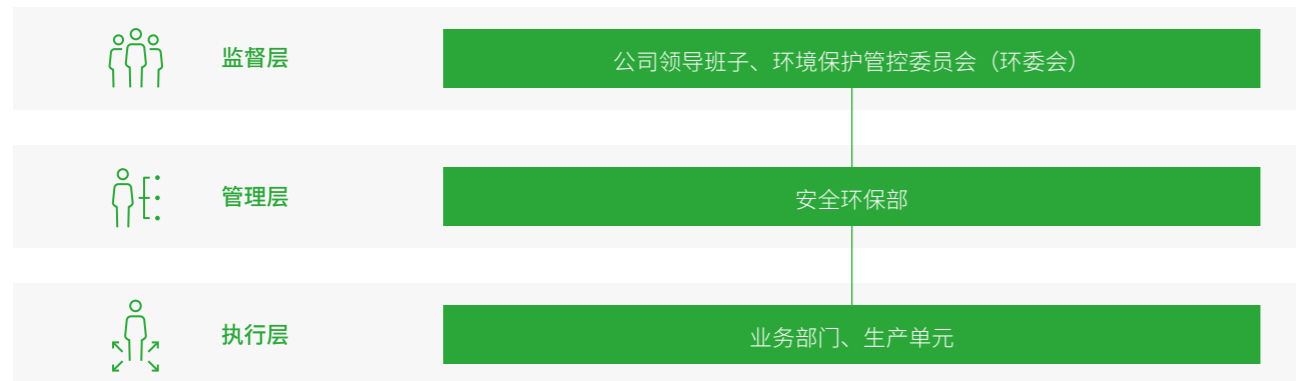 监督层
公司领导班子、环境保护管控委员会（环委会）
管理层
安全环保部
执行层
业务部门、生产单元